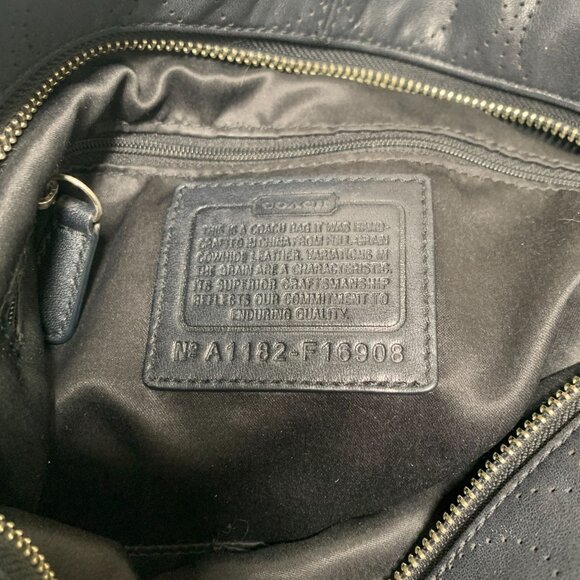 COACH
THIS IS A COACH BAG. IT WAS HAND-
CRAFTED IN CHINA FROM FULL-GRAIN
COWHIDE LEATHER. VARIATIONS IN
THE GRAIN ARE A CHARACTERISTIC.
ITS SUPERIOR CRAFTSMANSHIP
REFLECTS OUR COMMITMENT TO
ENDURING QUALITY.
Nº A1182-F16908